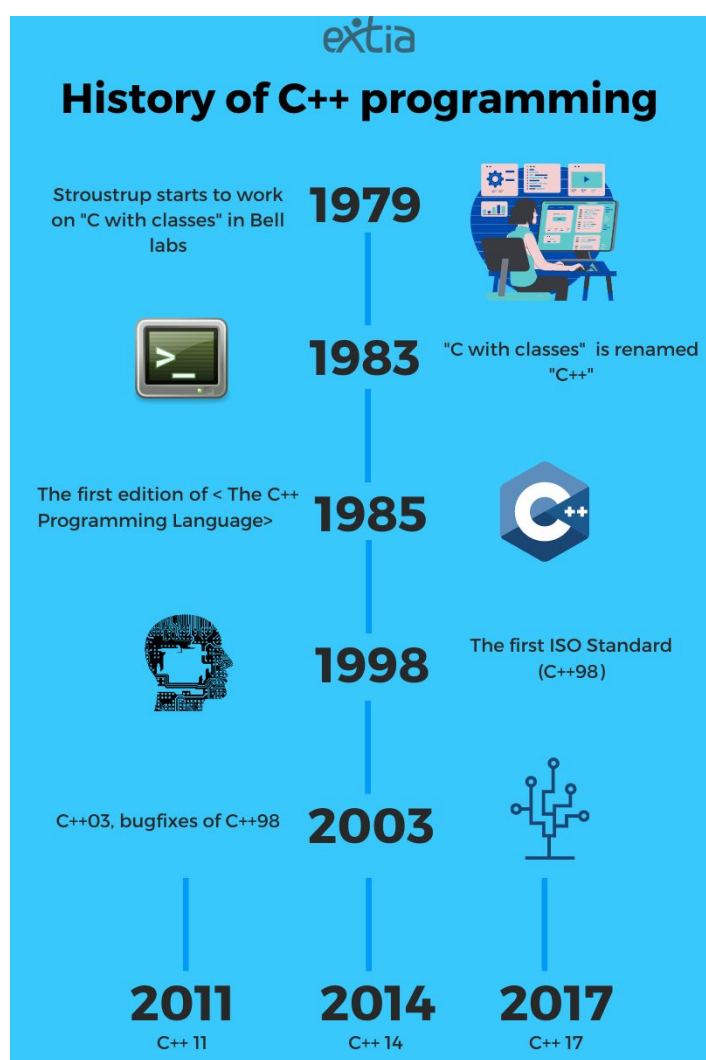 extia
History of C++ programming
Stroustrup starts to work
on "C with classes" in Bell
labs
1979
1983
"C with classes" is renamed
"C++"
The first edition of < The C++
Programming Language>
1985
C++
1998
The first ISO Standard
(C++98)
C++03, bugfixes of C++98
2003
2011
C++ 11
2014
C++ 14
2017
C++ 17